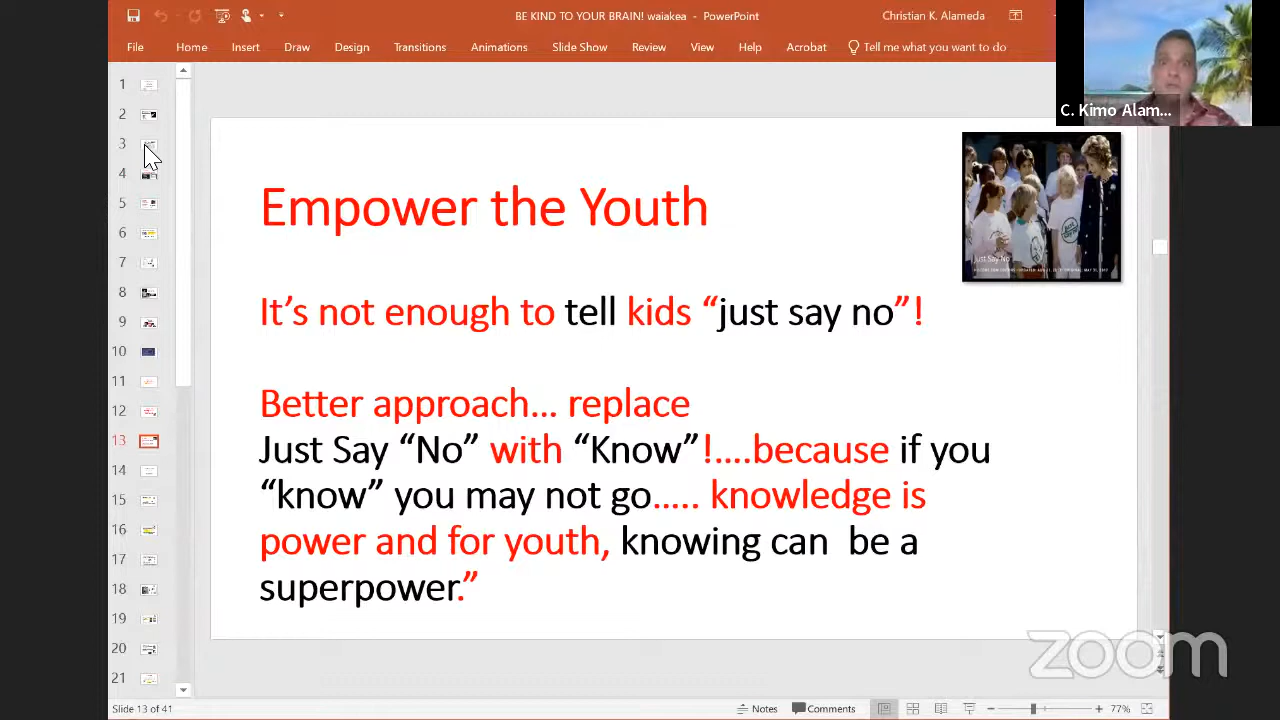 BE KIND TO YOUR BRAIN! waiakea - PowerPoint
Christian K. Alameda
File Home Insert Draw Design Transitions Animations Slide Show Review View Help Acrobat Tell me what you want to do
C. Kimo Alam...
1
2
3
4
5
6
7
8
9
10
11
12
13
14
15
16
17
18
19
20
21
Empower the Youth
Just Say No
It’s not enough to tell kids “just say no”!
Better approach... replace
Just Say “No” with “Know”!....because if you
“know” you may not go..... knowledge is
power and for youth, knowing can be a
superpower.”
zoom
Slide 13 of 41
Notes Comments 77%